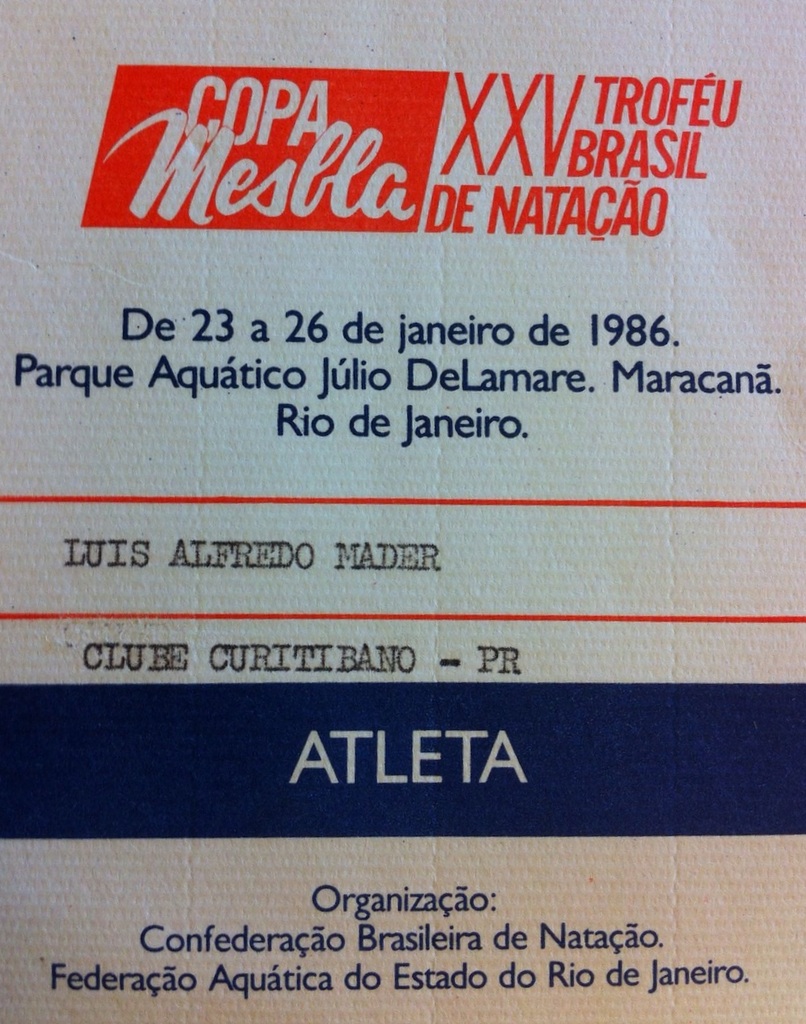 COPA
Mesbla
XXV TROFÉU
BRASIL
DE NATAÇÃO
De 23 a 26 de janeiro de 1986.
Parque Aquático Júlio DeLamare. Maracanã.
Rio de Janeiro.
LUIS ALFREDO MADER
CLUBE CURITIBANO - PR
ATLETA
Organização:
Confederação Brasileira de Natação.
Federação Aquática do Estado do Rio de Janeiro.